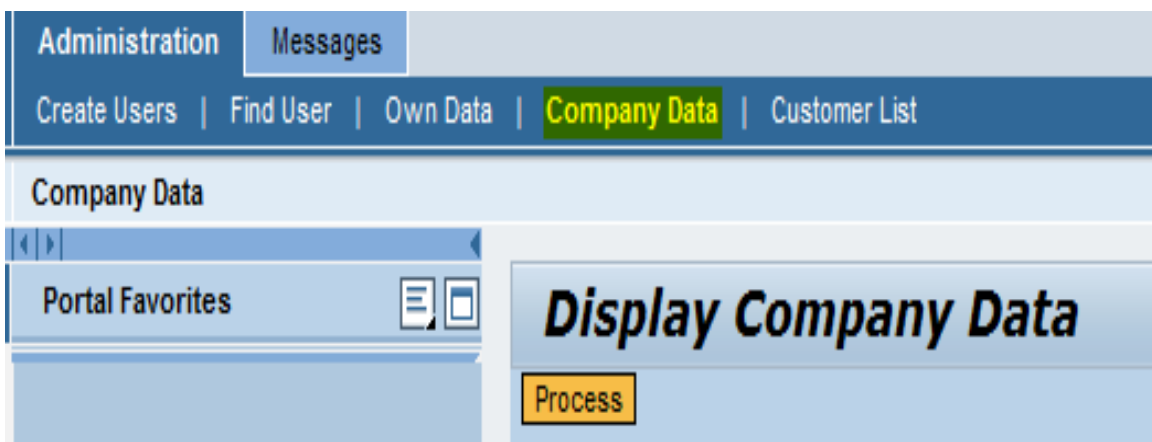 Administration Messages
Create Users | Find User | Own Data | Company Data | Customer List
Company Data
Portal Favorites
Display Company Data
Process